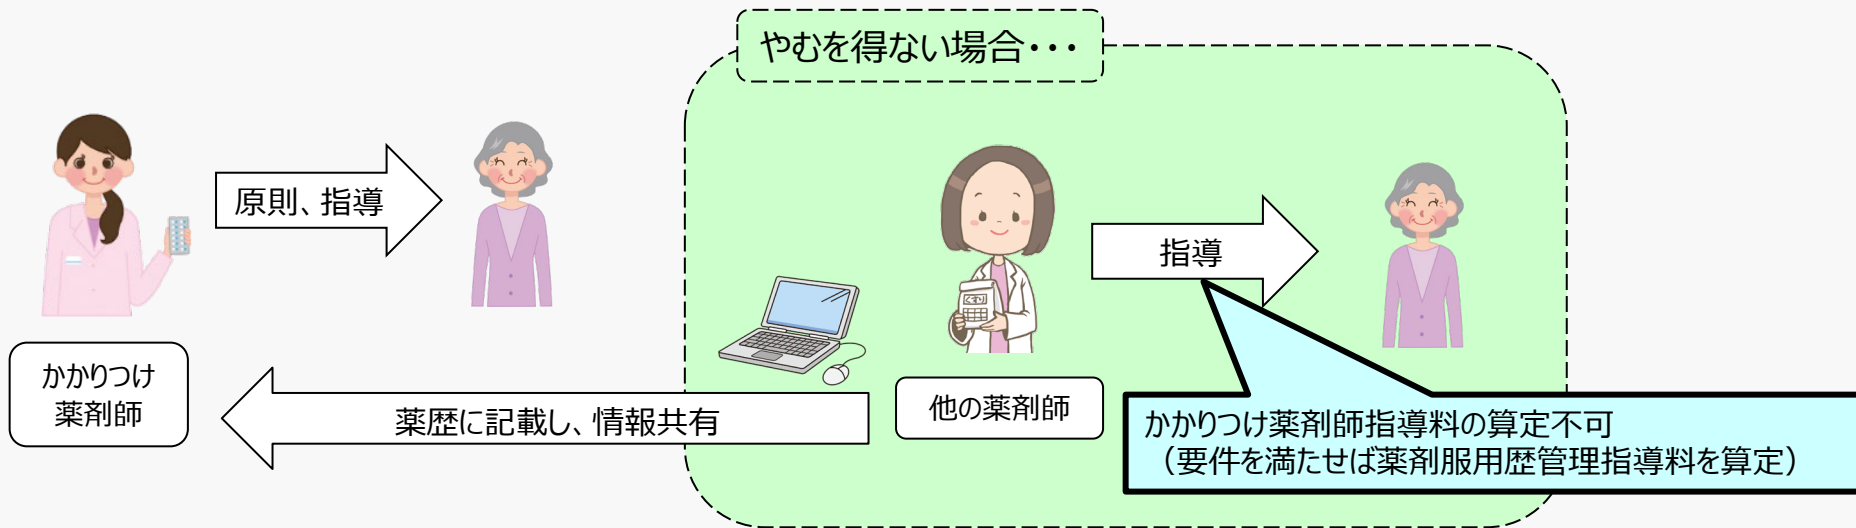 やむを得ない場合・・・
原則、指導
指導
かかりつけ
薬剤師
薬歴に記載し、情報共有
他の薬剤師
くすり
かかりつけ薬剤師指導料の算定不可
（要件を満たせば薬剤服用歴管理指導料を算定）